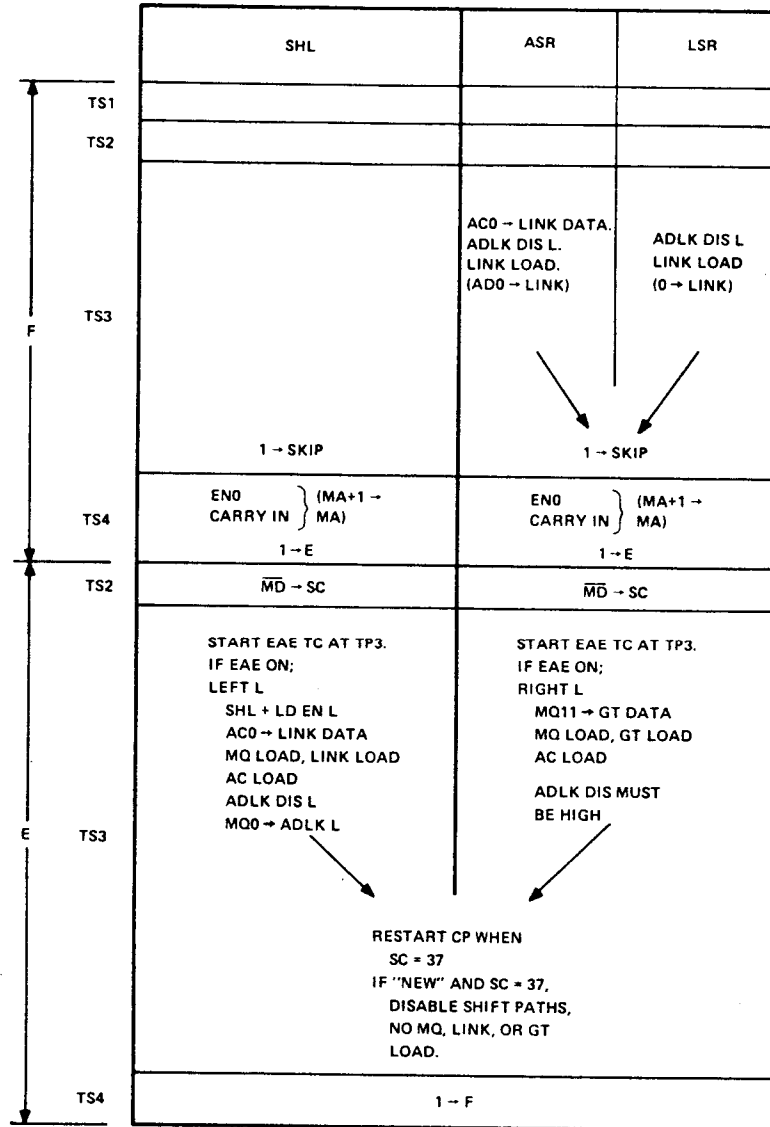 SHL
ASR
LSR
TS1
TS2
F
TS3
AC0 → LINK DATA.
ADLK DIS L.
LINK LOAD.
(AD0 → LINK)
ADLK DIS L
LINK LOAD
(0 → LINK)
1 → SKIP
1 → SKIP
TS4
EN0
CARRY IN } (MA+1 →
MA)
1 → E
EN0
CARRY IN } (MA+1 →
MA)
1 → E
TS2
M̅D̅ → SC
M̅D̅ → SC
E
TS3
START EAE TC AT TP3.
IF EAE ON;
LEFT L
SHL + LD EN L
AC0 → LINK DATA
MQ LOAD, LINK LOAD
AC LOAD
ADLK DIS L
MQ0 → ADLK L
START EAE TC AT TP3.
IF EAE ON;
RIGHT L
MQ11 → GT DATA
MQ LOAD, GT LOAD
AC LOAD
ADLK DIS MUST
BE HIGH
RESTART CP WHEN
SC = 37
IF "NEW" AND SC = 37,
DISABLE SHIFT PATHS,
NO MQ, LINK, OR GT
LOAD.
TS4
1 → F